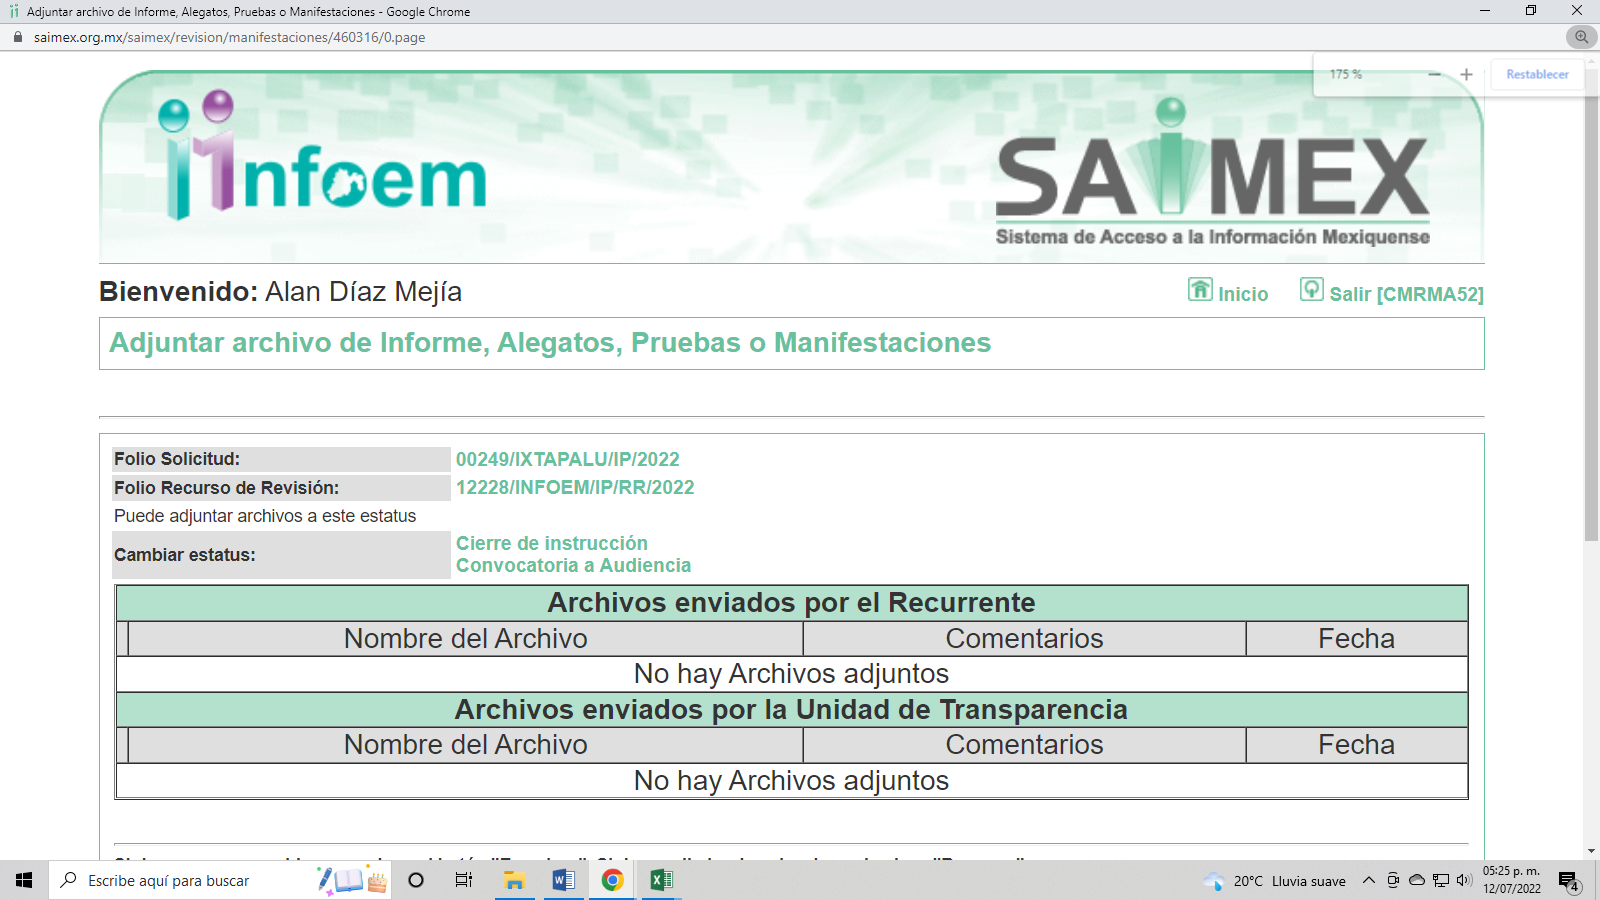 Adjuntar archivo de Informe, Alegatos, Pruebas o Manifestaciones - Google Chrome
saimex.org.mx/saimex/revision/manifestaciones/460316/0.page
175 %
Restablecer
infoem
SAIMEX
Sistema de Acceso a la Información Mexiquense
Bienvenido: Alan Díaz Mejía
Inicio
Salir [CMRMA52]
Adjuntar archivo de Informe, Alegatos, Pruebas o Manifestaciones
Folio Solicitud: 00249/IXTAPALU/IP/2022
Folio Recurso de Revisión: 12228/INFOEM/IP/RR/2022
Puede adjuntar archivos a este estatus
Cambiar estatus: Cierre de instrucción
Convocatoria a Audiencia
Archivos enviados por el Recurrente
Nombre del Archivo Comentarios Fecha
No hay Archivos adjuntos
Archivos enviados por la Unidad de Transparencia
Nombre del Archivo Comentarios Fecha
No hay Archivos adjuntos
Escribe aquí para buscar
20°C Lluvia suave
05:25 p. m.
12/07/2022
4